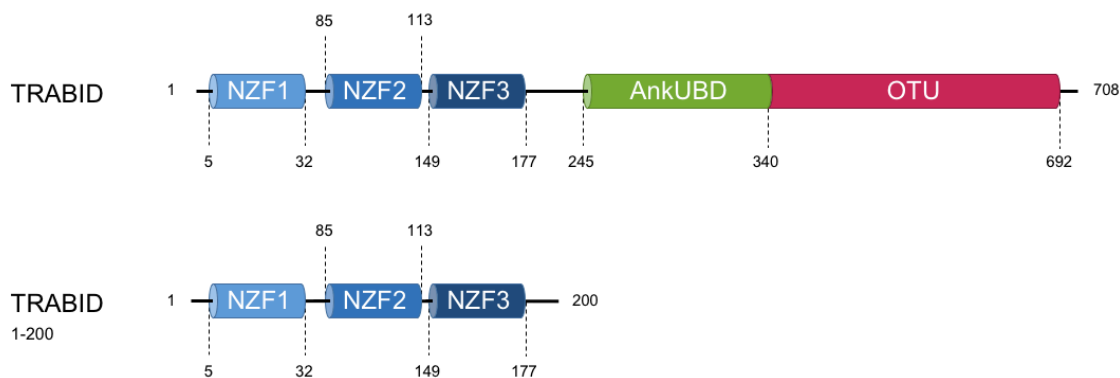 85 113
TRABID 1 NZF1 NZF2 NZF3 AnkUBD OTU 708
5 32 149 177 245 340 692
85 113
TRABID 1 NZF1 NZF2 NZF3 200
1-200
5 32 149 177